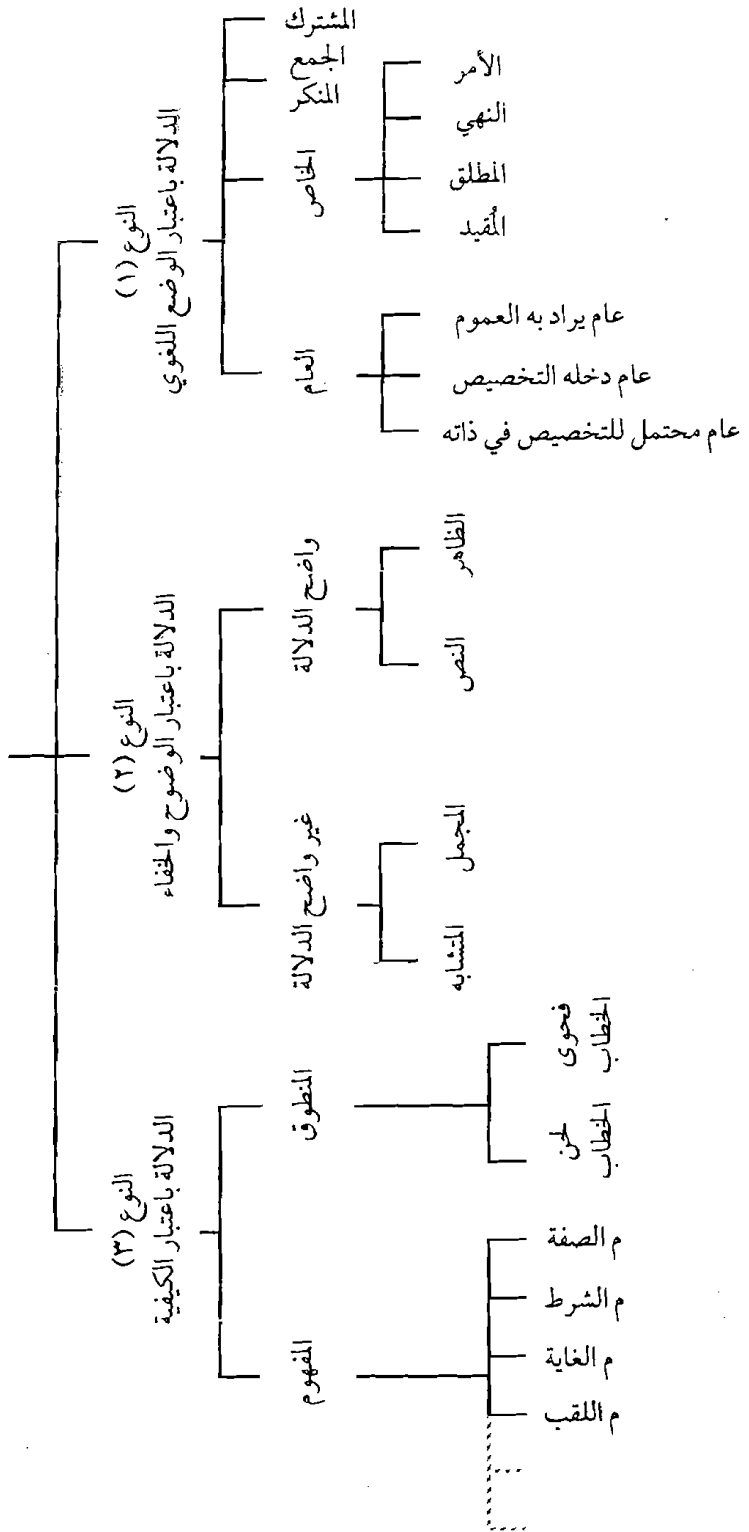 النوع (١)
الدلالة باعتبار الوضع اللغوي
المشترك
الجمع
المنكر
الخاص
الأمر
النهي
المطلق
المُقيد
العام
عام يراد به العموم
عام دخله التخصيص
عام محتمل للتخصيص في ذاته
النوع (٢)
الدلالة باعتبار الوضوح والخفاء
واضح الدلالة
الظاهر
النص
غير واضح الدلالة
المجمل
المتشابه
النوع (٣)
الدلالة باعتبار الكيفية
المنطوق
فحوى
الخطاب
لحن
الخطاب
المفهوم
م الصفة
م الشرط
م الغاية
م اللقب